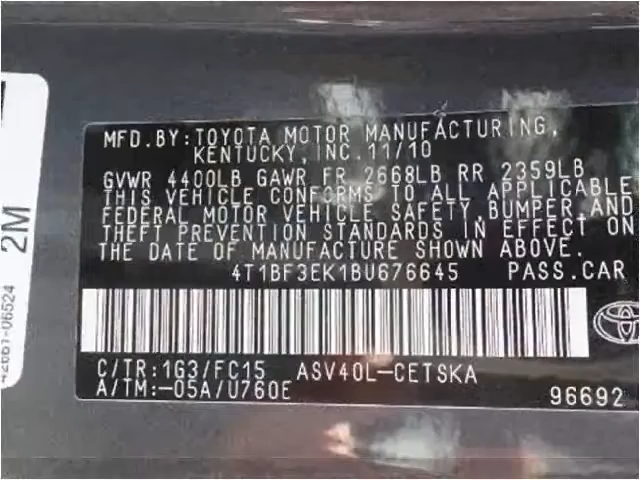 MFD.BY:TOYOTA MOTOR MANUFACTURING,
KENTUCKY,INC.11/10
GVWR 4400LB GAWR FR 2668LB RR 2359LB
THIS VEHICLE CONFORMS TO ALL APPLICABLE
FEDERAL MOTOR VEHICLE SAFETY,BUMPER,AND
THEFT PREVENTION STANDARDS IN EFFECT ON
THE DATE OF MANUFACTURE SHOWN ABOVE.
4T1BF3EK1BU676645 PASS.CAR
C/TR:1G3/FC15 ASV40L-CETSKA
A/TM:-05A/U760E
96692
2M
42661-06524